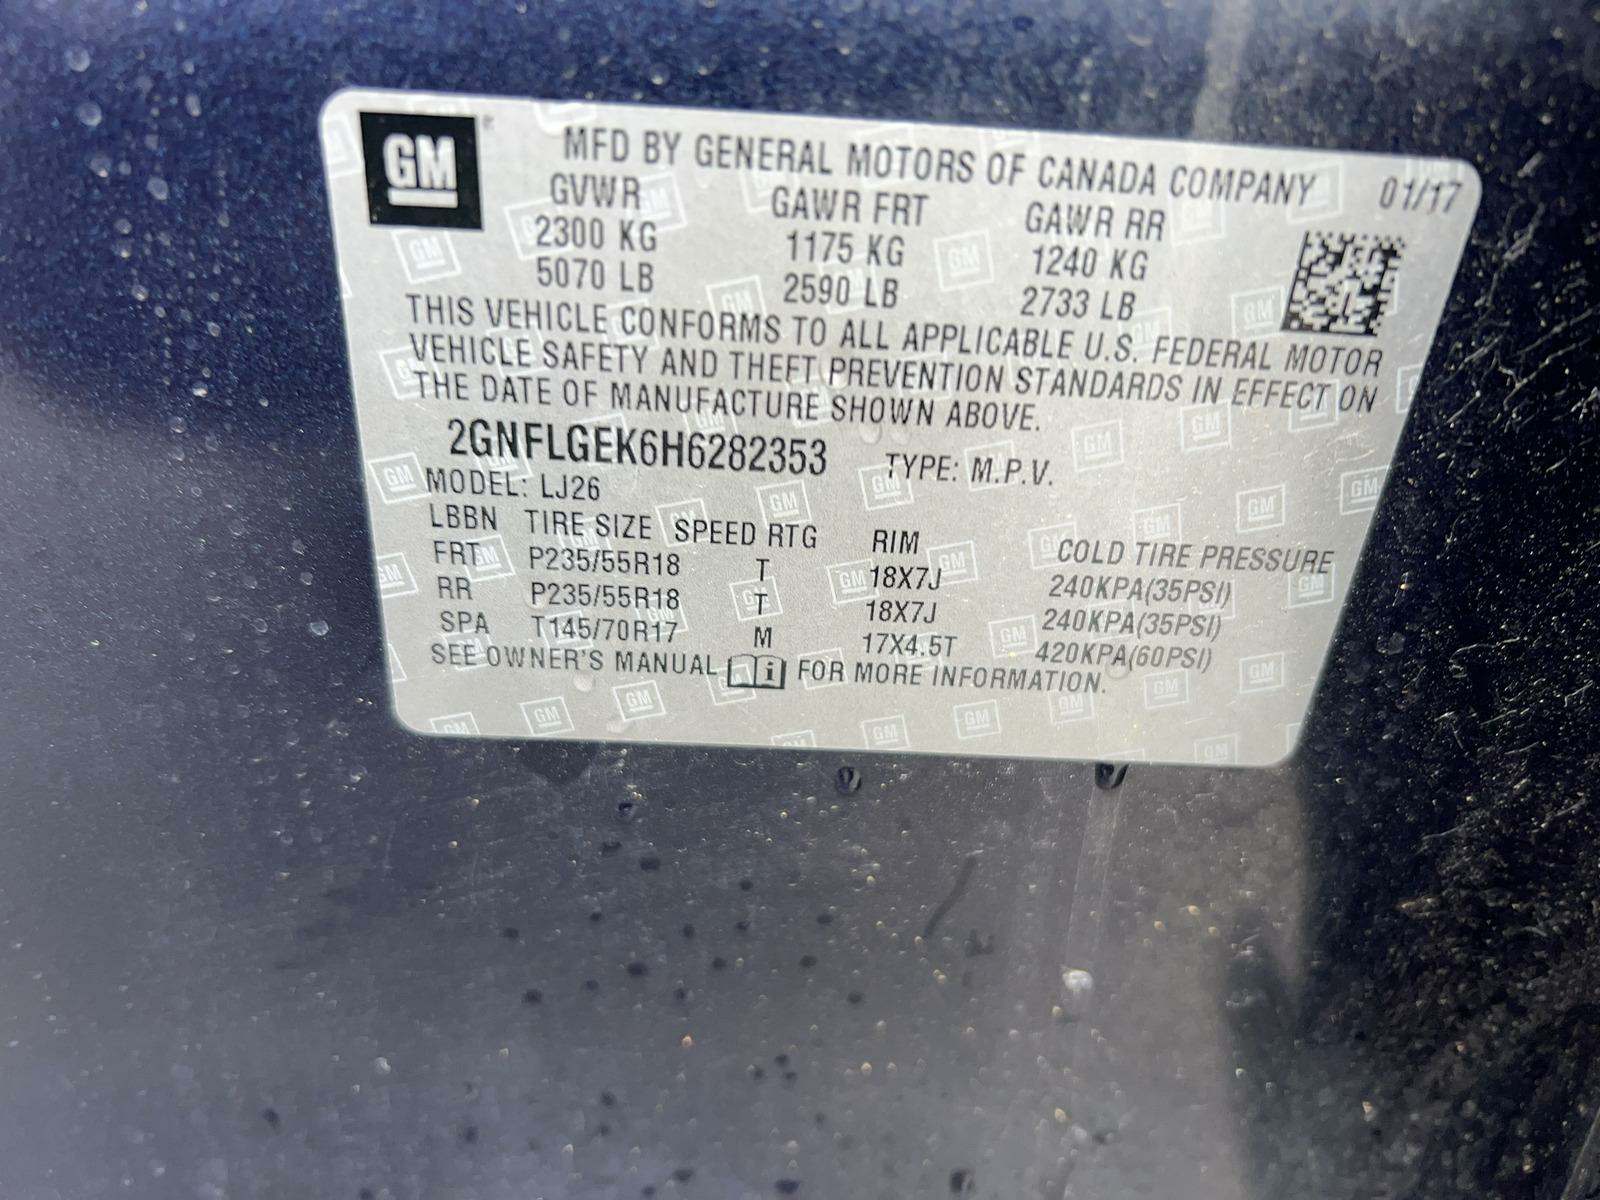 GM
MFD BY GENERAL MOTORS OF CANADA COMPANY 01/17
GVWR GAWR FRT GAWR RR
2300 KG 1175 KG 1240 KG
5070 LB 2590 LB 2733 LB
THIS VEHICLE CONFORMS TO ALL APPLICABLE U.S. FEDERAL MOTOR
VEHICLE SAFETY AND THEFT PREVENTION STANDARDS IN EFFECT ON
THE DATE OF MANUFACTURE SHOWN ABOVE.
2GNFLGEK6H6282353 TYPE: M.P.V.
MODEL: LJ26
LBBN TIRE SIZE SPEED RTG RIM COLD TIRE PRESSURE
FRT P235/55R18 T 18X7J 240KPA(35PSI)
RR P235/55R18 T 18X7J 240KPA(35PSI)
SPA T145/70R17 M 17X4.5T 420KPA(60PSI)
SEE OWNER'S MANUAL i FOR MORE INFORMATION.